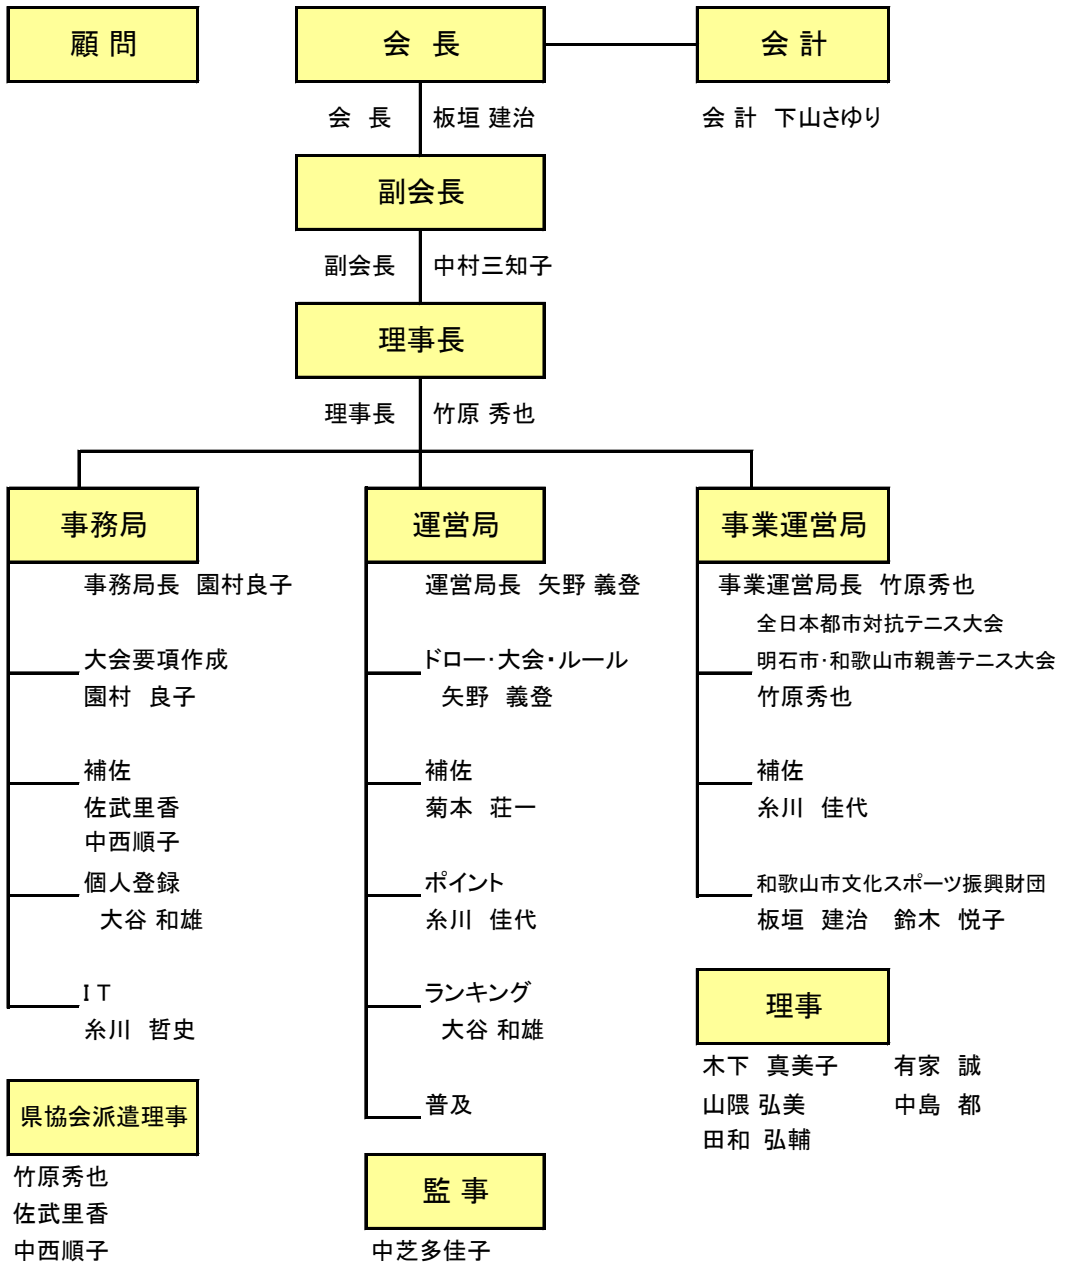 顧 問
会 長
会 計
会 長 板垣 建治
会 計 下山さゆり
副会長
副会長 中村三知子
理事長
理事長 竹原 秀也
事務局
事務局長 園村良子
大会要項作成
園村 良子
補佐
佐武里香
中西順子
個人登録
大谷 和雄
I T
糸川 哲史
県協会派遣理事
竹原秀也
佐武里香
中西順子
運営局
運営局長 矢野 義登
ドロー・大会・ルール
矢野 義登
補佐
菊本 荘一
ポイント
糸川 佳代
ランキング
大谷 和雄
普及
監 事
中芝多佳子
事業運営局
事業運営局長 竹原秀也
全日本都市対抗テニス大会
明石市・和歌山市親善テニス大会
竹原秀也
補佐
糸川 佳代
和歌山市文化スポーツ振興財団
板垣 建治 鈴木 悦子
理事
木下 真美子 有家 誠
山隈 弘美 中島 都
田和 弘輔